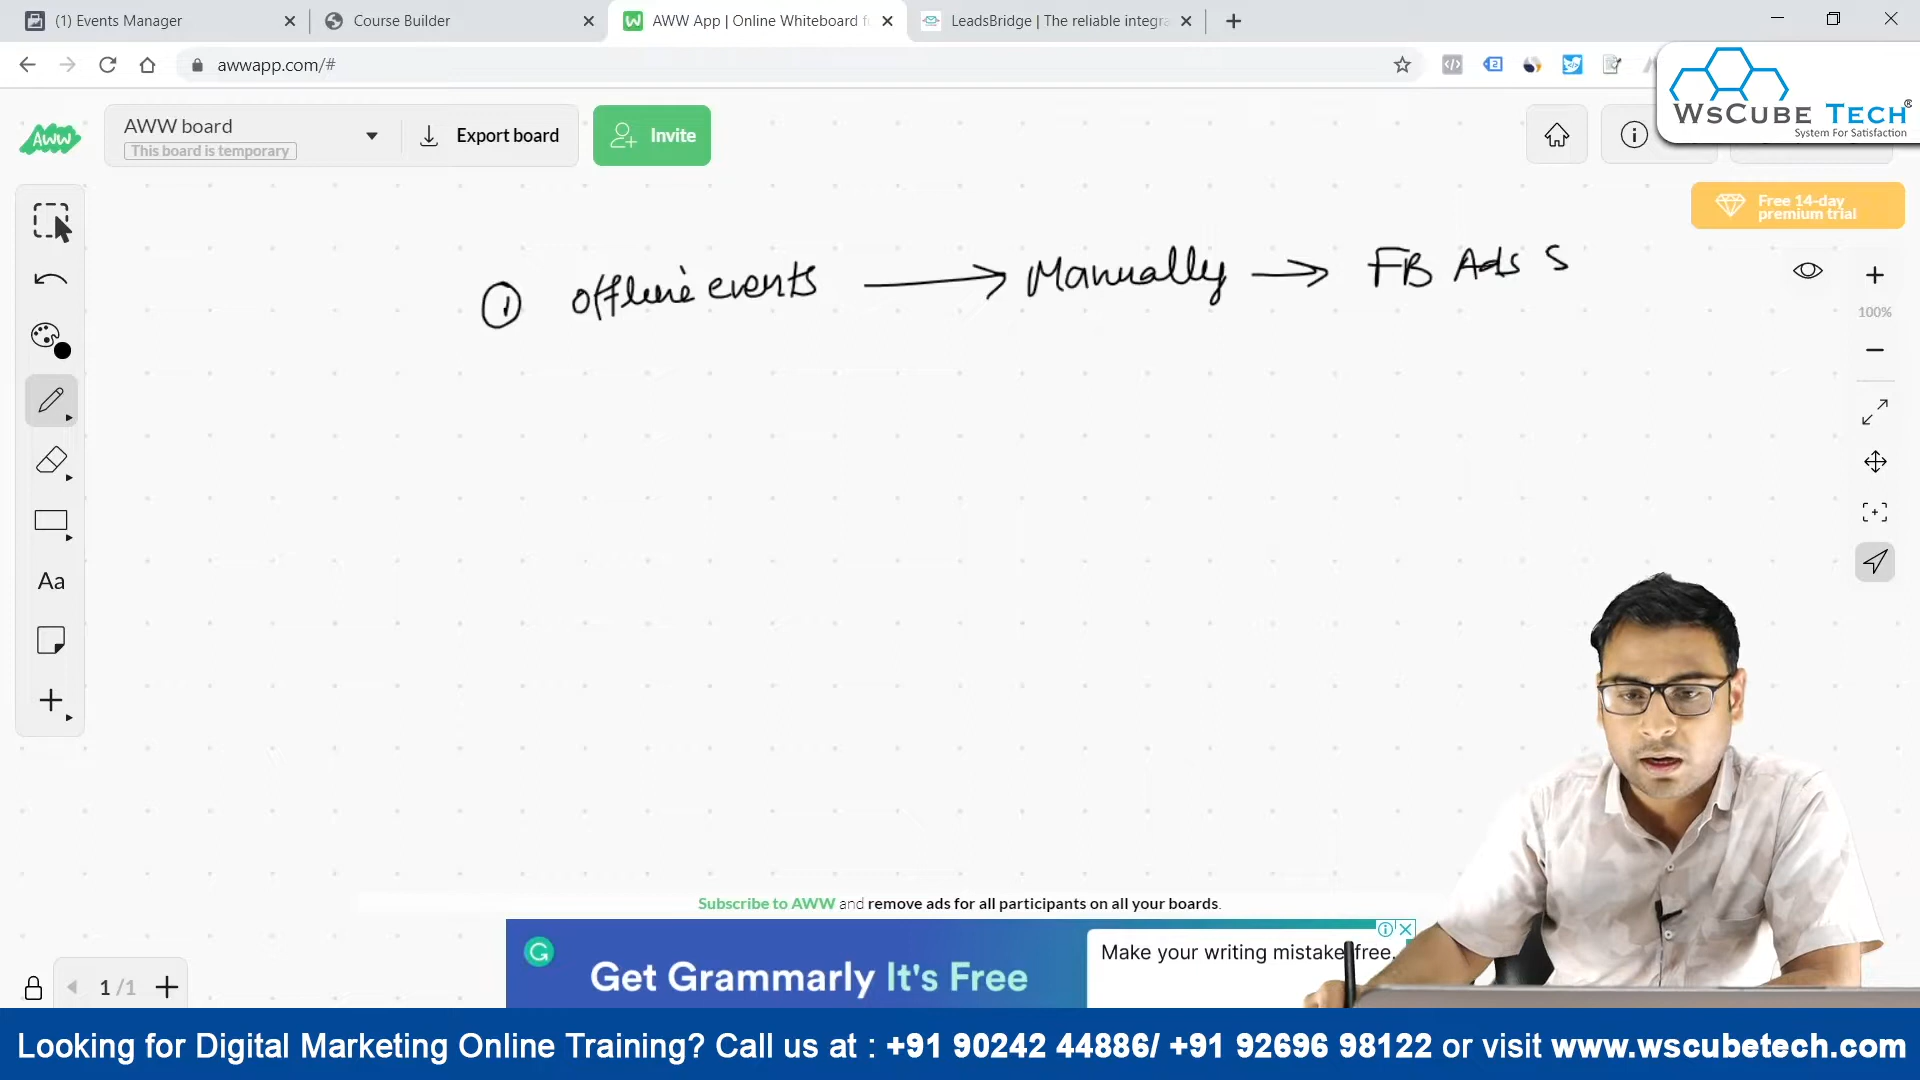 (1) Events Manager
Course Builder
AWW App | Online Whiteboard f
LeadsBridge | The reliable integra
awwapp.com/#
WsCube Tech®
System For Satisfaction
AWW
AWW board
This board is temporary
Export board
Invite
Free 14-day
premium trial
① offline events → Manually → FB Ads S
100%
Aa
Subscribe to AWW and remove ads for all participants on all your boards.
Get Grammarly It's Free
Make your writing mistake free.
1 /1
Looking for Digital Marketing Online Training? Call us at : +91 90242 44886/ +91 92696 98122 or visit www.wscubetech.com